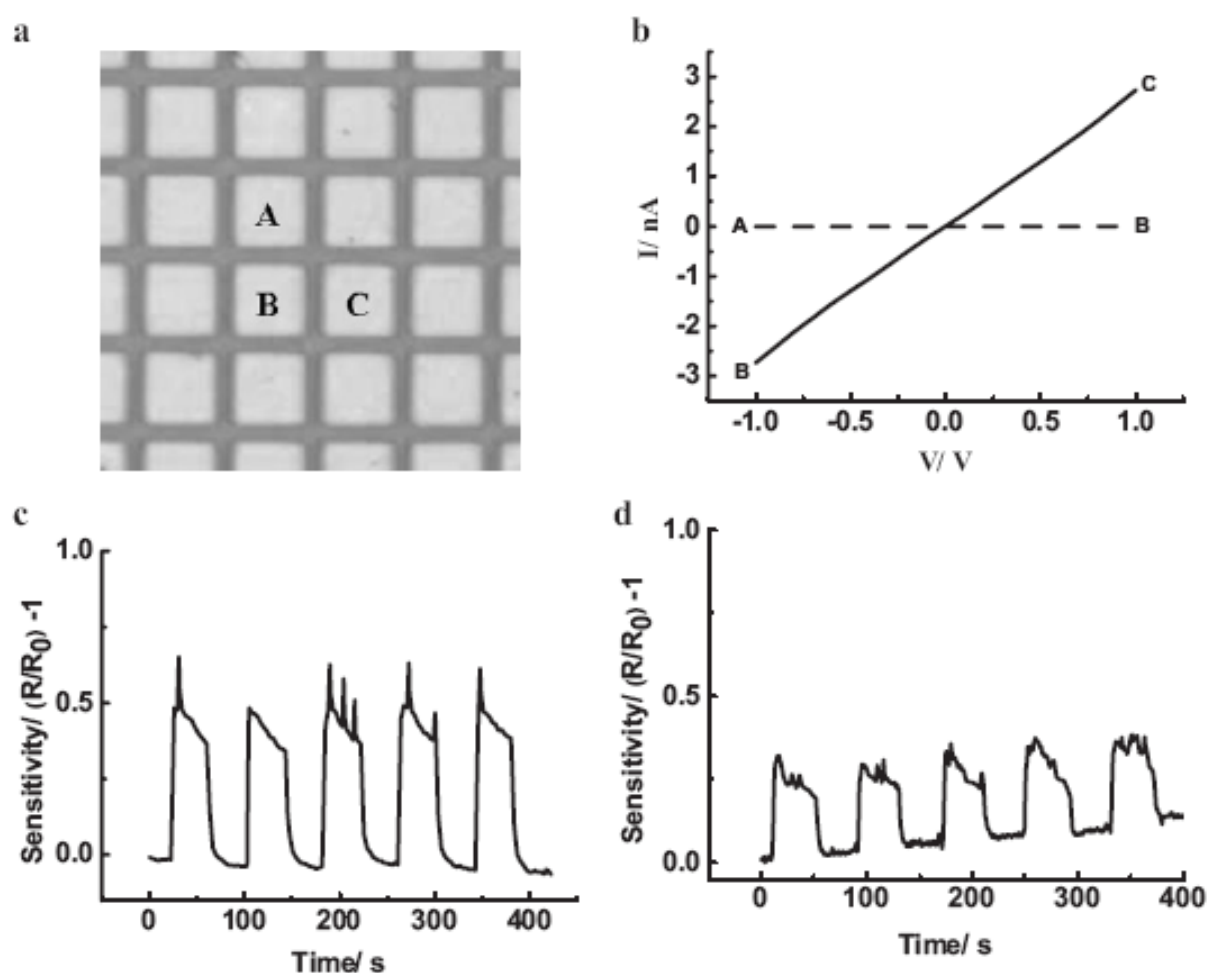 a
A
B C
b
3
2
1
0
-1
-2
-3
I/ nA
A B
C
B
-1.0 -0.5 0.0 0.5 1.0
V/ V
c
1.0
0.5
0.0
Sensitivity/ (R/R0) -1
0 100 200 300 400
Time/ s
d
1.0
0.5
0.0
Sensitivity/ (R/R0) -1
0 100 200 300 400
Time/ s